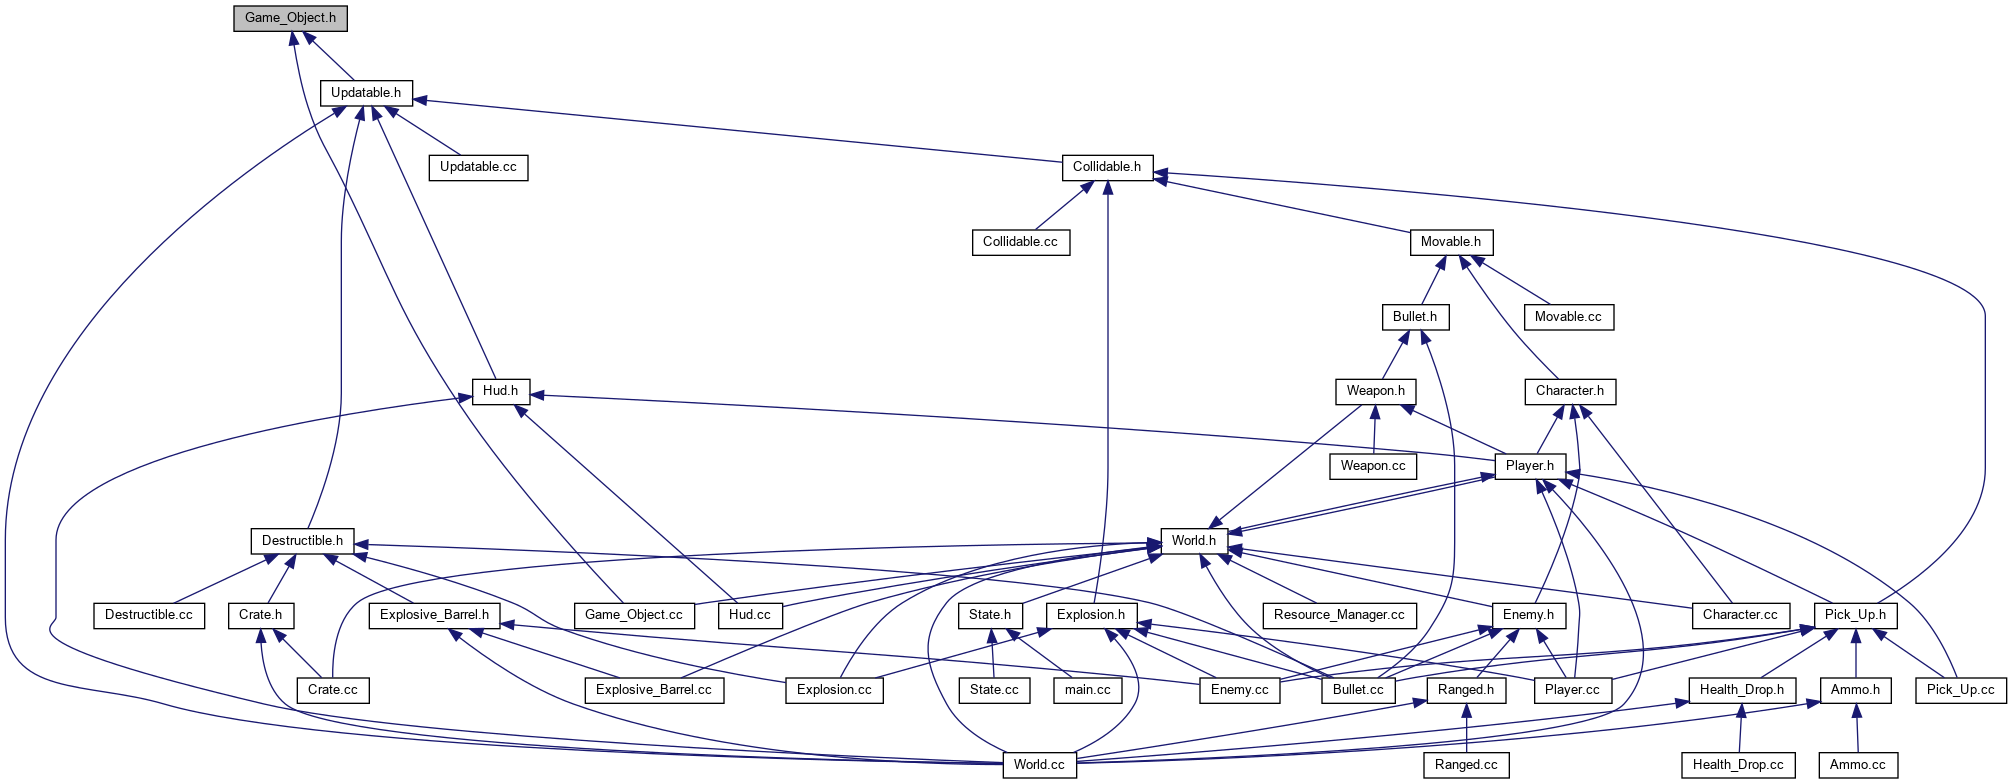 Game_Object.h
Updatable.h
Updatable.cc
Collidable.h
Collidable.cc
Movable.h
Bullet.h
Movable.cc
Hud.h
Weapon.h
Character.h
Weapon.cc
Player.h
Destructible.h
World.h
Destructible.cc
Crate.h
Explosive_Barrel.h
Game_Object.cc
Hud.cc
State.h
Explosion.h
Resource_Manager.cc
Enemy.h
Character.cc
Pick_Up.h
Crate.cc
Explosive_Barrel.cc
Explosion.cc
State.cc
main.cc
Enemy.cc
Bullet.cc
Ranged.h
Player.cc
Health_Drop.h
Ammo.h
Pick_Up.cc
World.cc
Ranged.cc
Health_Drop.cc
Ammo.cc